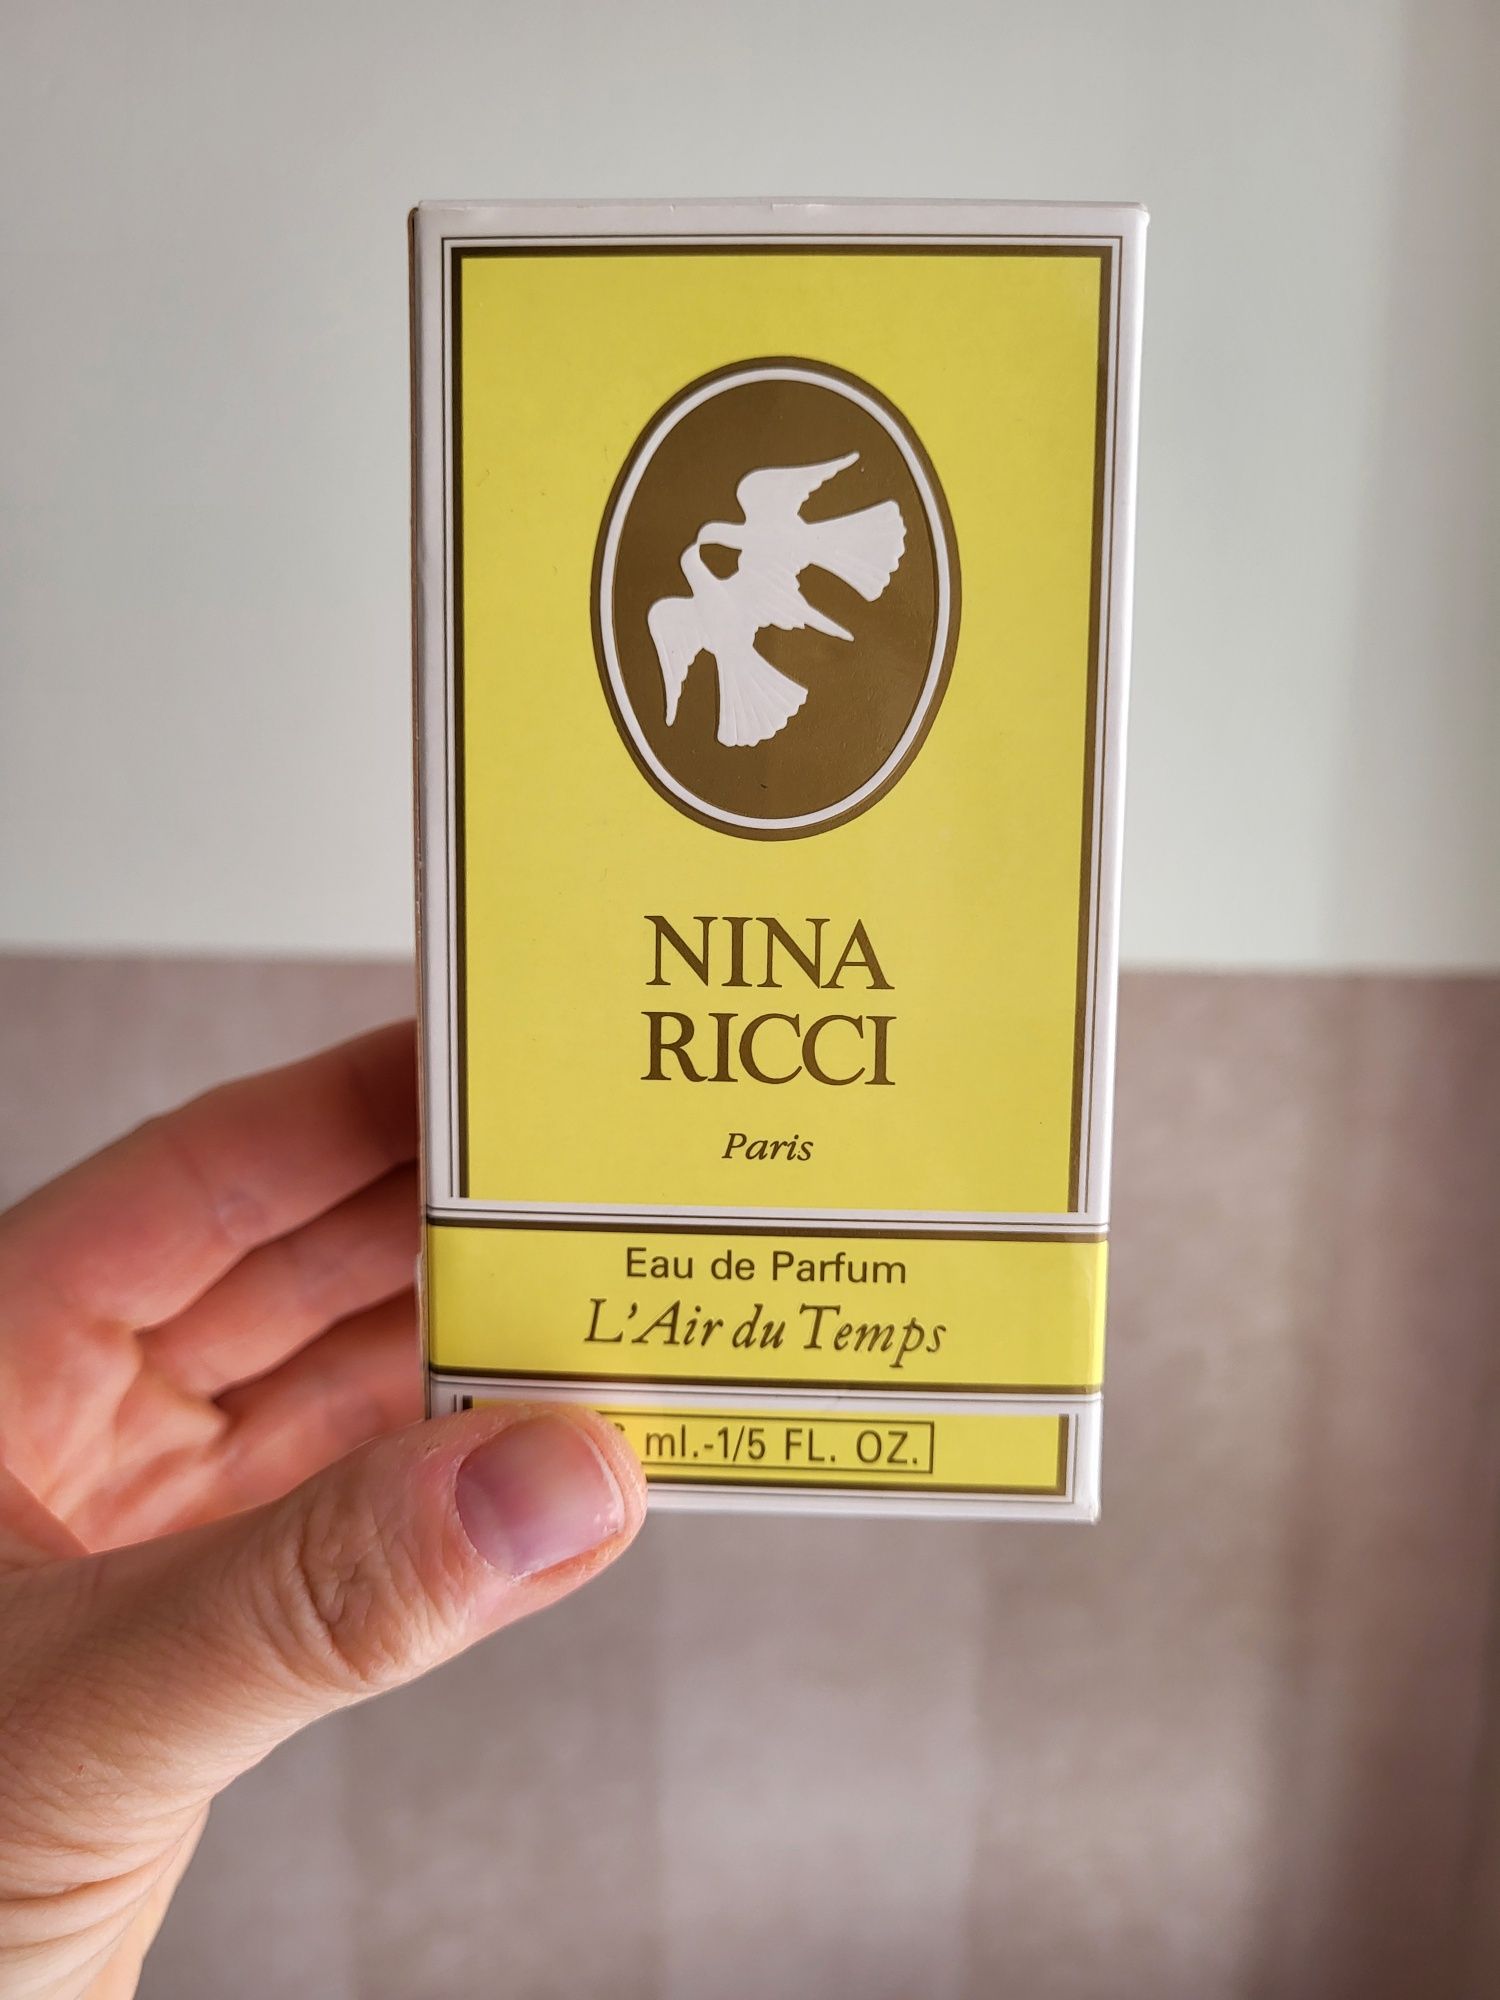 NINA
RICCI
Paris
Eau de Parfum
L'Air du Temps
ml.-1/5 FL. OZ.